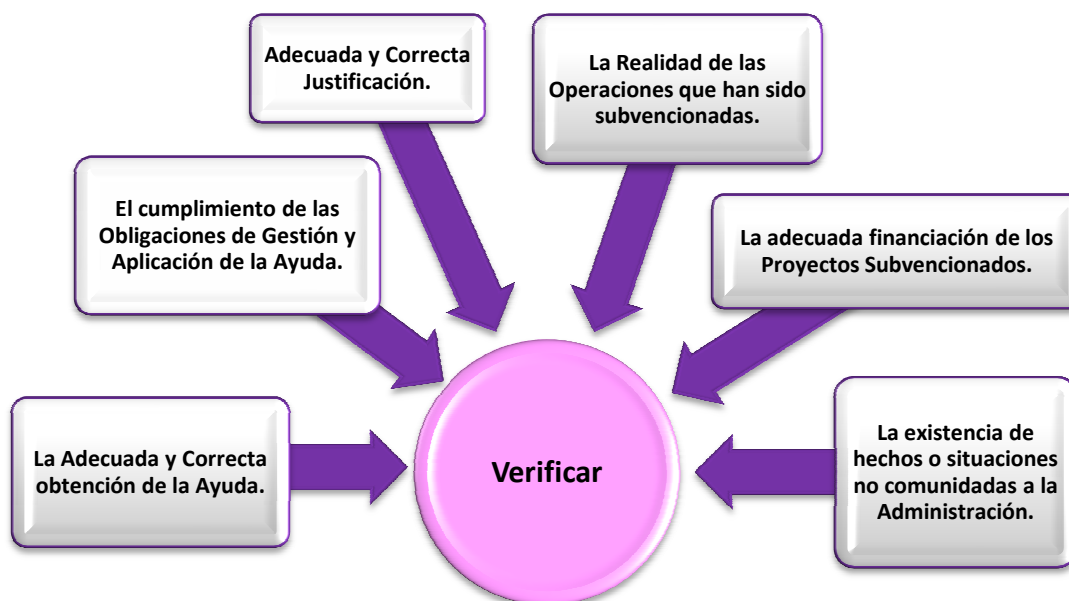 Adecuada y Correcta
Justificación.
La Realidad de las
Operaciones que han sido
subvencionadas.
El cumplimiento de las
Obligaciones de Gestión y
Aplicación de la Ayuda.
La adecuada financiación de los
Proyectos Subvencionados.
La Adecuada y Correcta
obtención de la Ayuda.
Verificar
La existencia de
hechos o situaciones
no comunidadas a la
Administración.